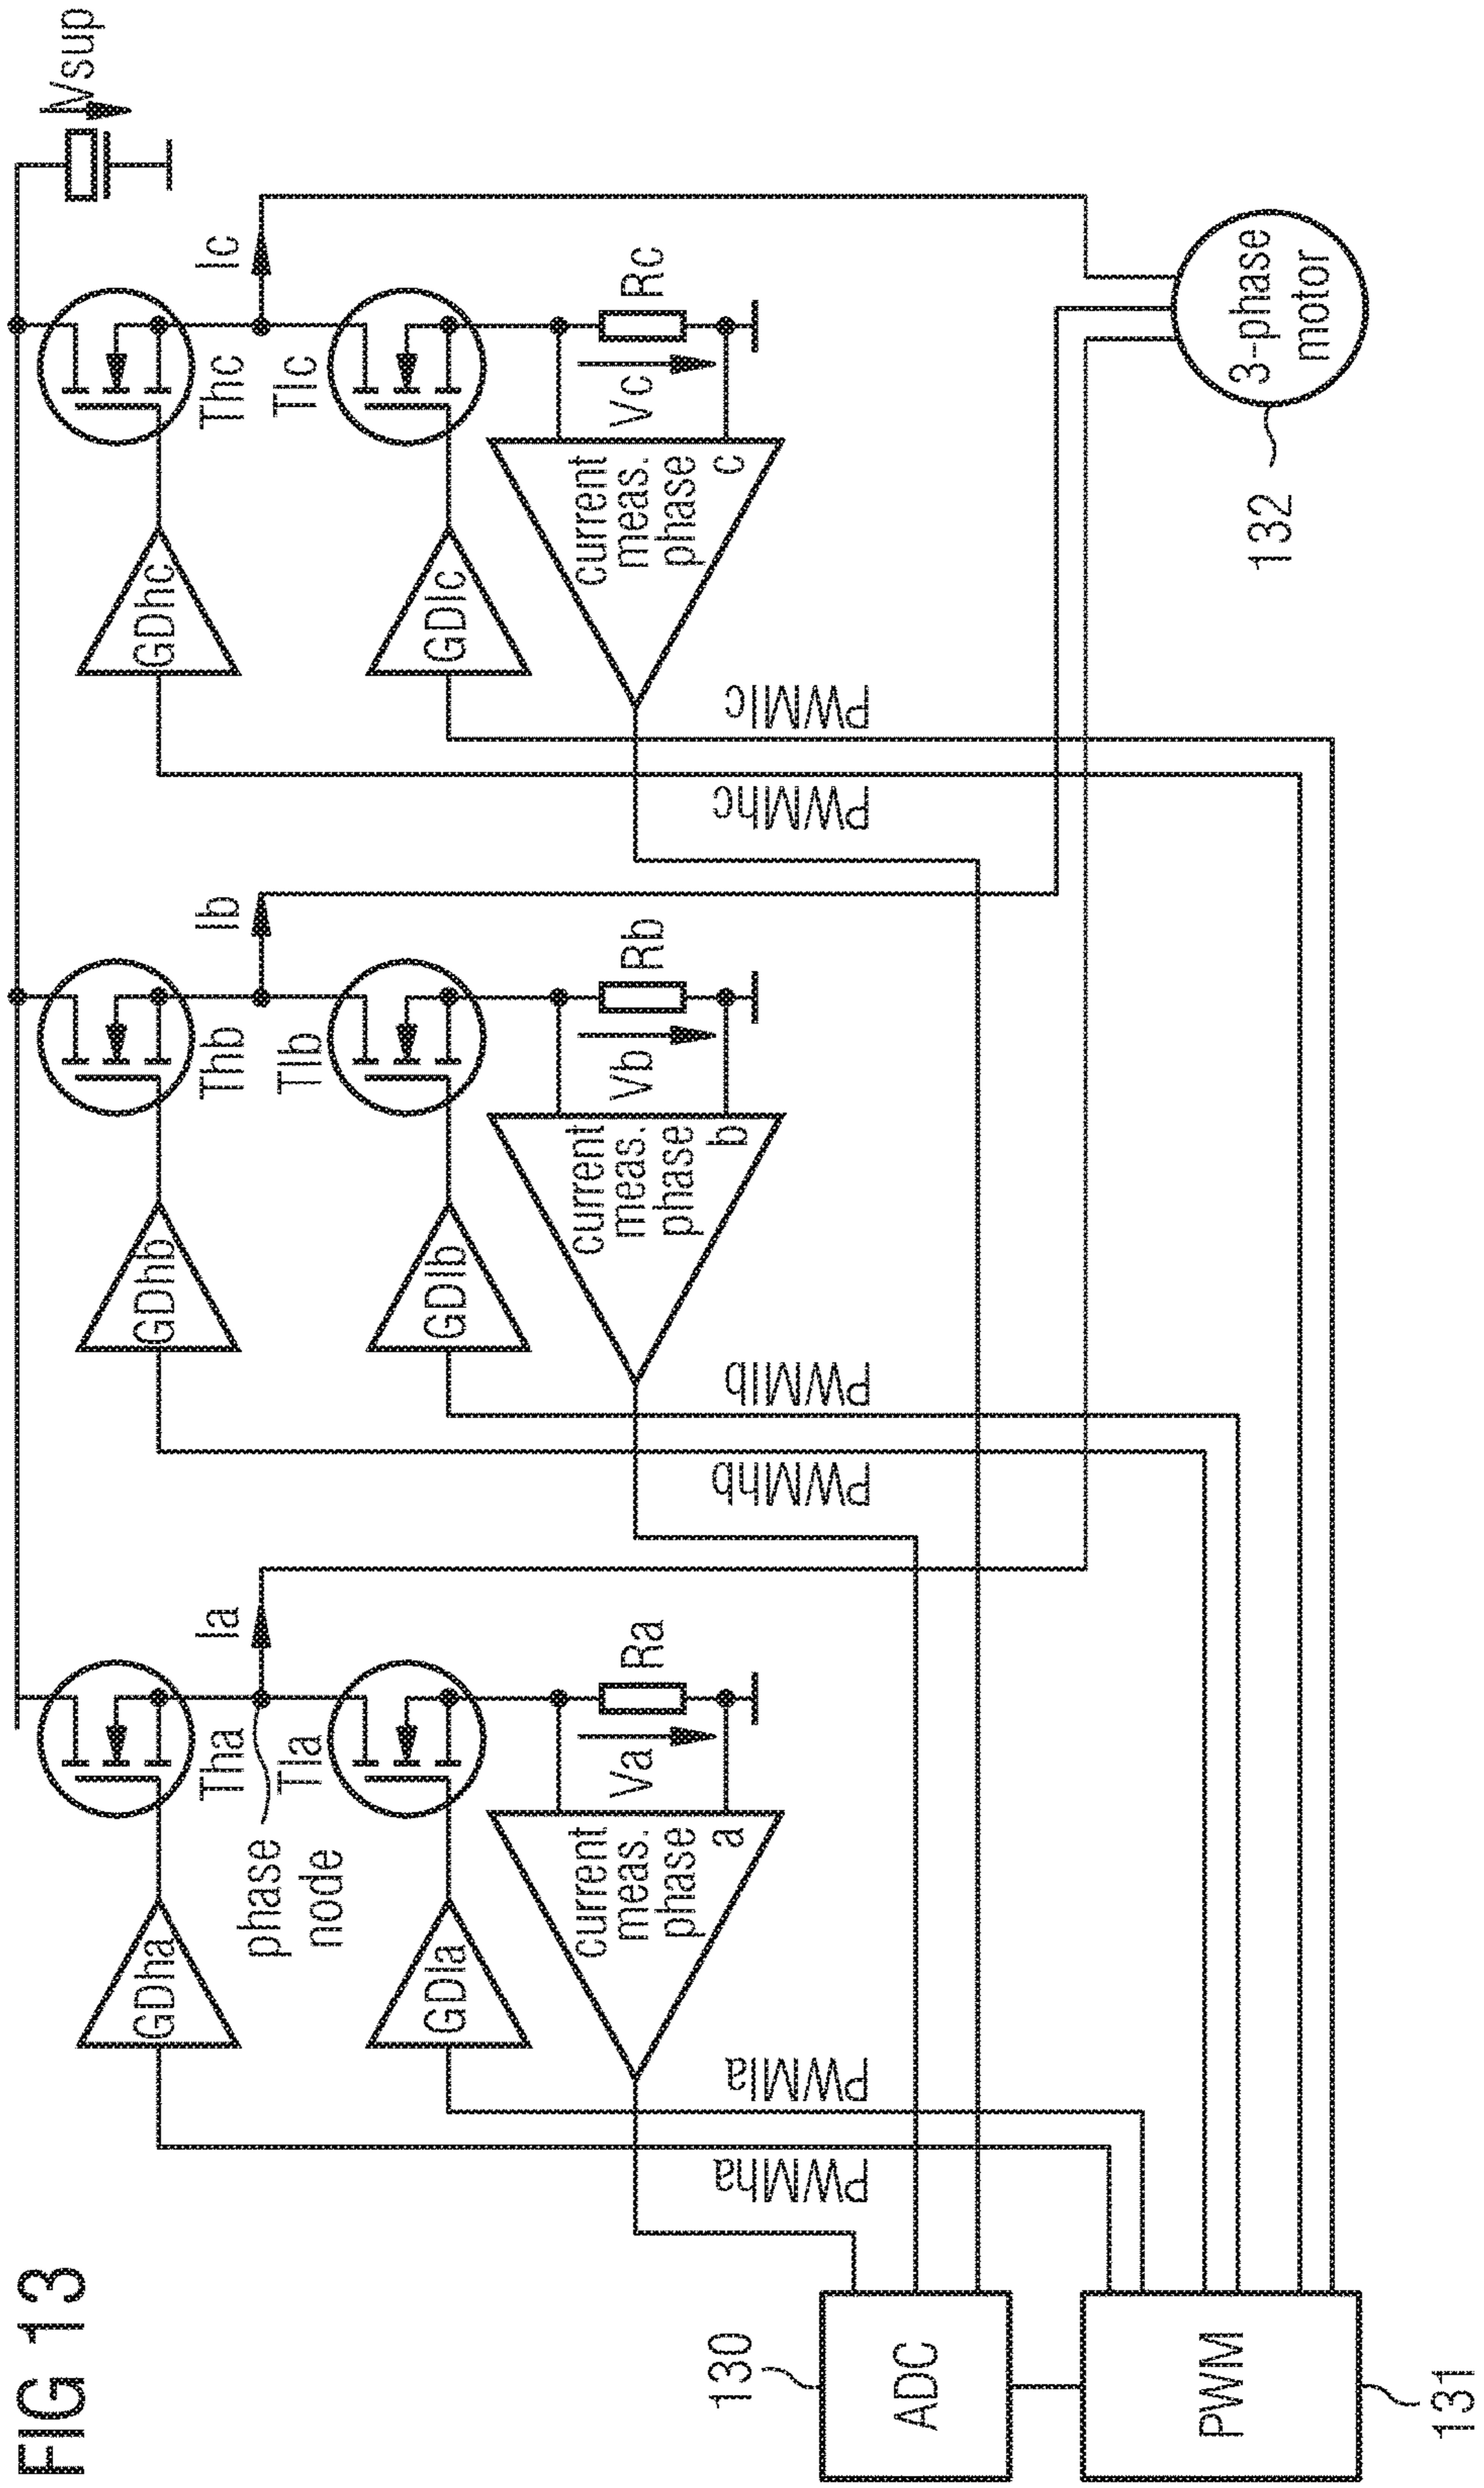 FIG 13
Vsup
Ia
Ib
Ic
Tha
Thb
Thc
phase
node
Tla
Tlb
Tlc
GDha
GDhb
GDhc
GDla
GDlb
GDlc
current
meas.
phase
a
Va
Ra
current
meas.
phase
b
Vb
Rb
current
meas.
phase
c
Vc
Rc
PWMha
PWMla
PWMhb
PWMlb
PWMhc
PWMlc
130
ADC
PWM
131
3-phase
motor
132